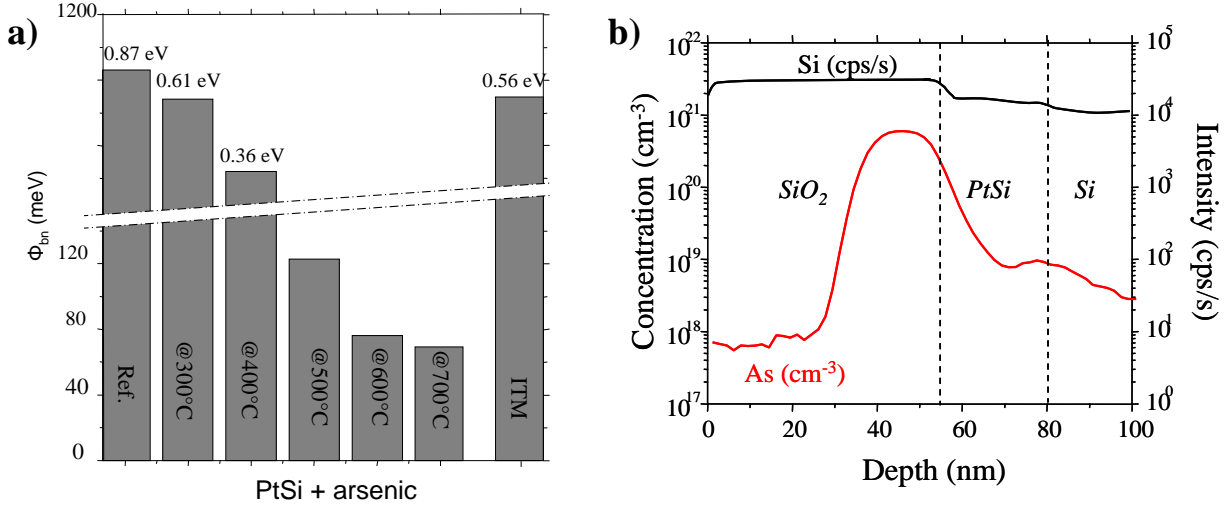 a)
1200
0.87 eV
0.61 eV
0.36 eV
0.56 eV
Φbn (meV)
120
80
40
0
Ref.
@300°C
@400°C
@500°C
@600°C
@700°C
ITM
PtSi + arsenic
b)
10^22
10^21
10^20
10^19
10^18
10^17
Concentration (cm^-3)
Si (cps/s)
SiO2
PtSi
Si
As (cm^-3)
10^5
10^4
10^3
10^2
10^1
10^0
Intensity (cps/s)
0 20 40 60 80 100
Depth (nm)